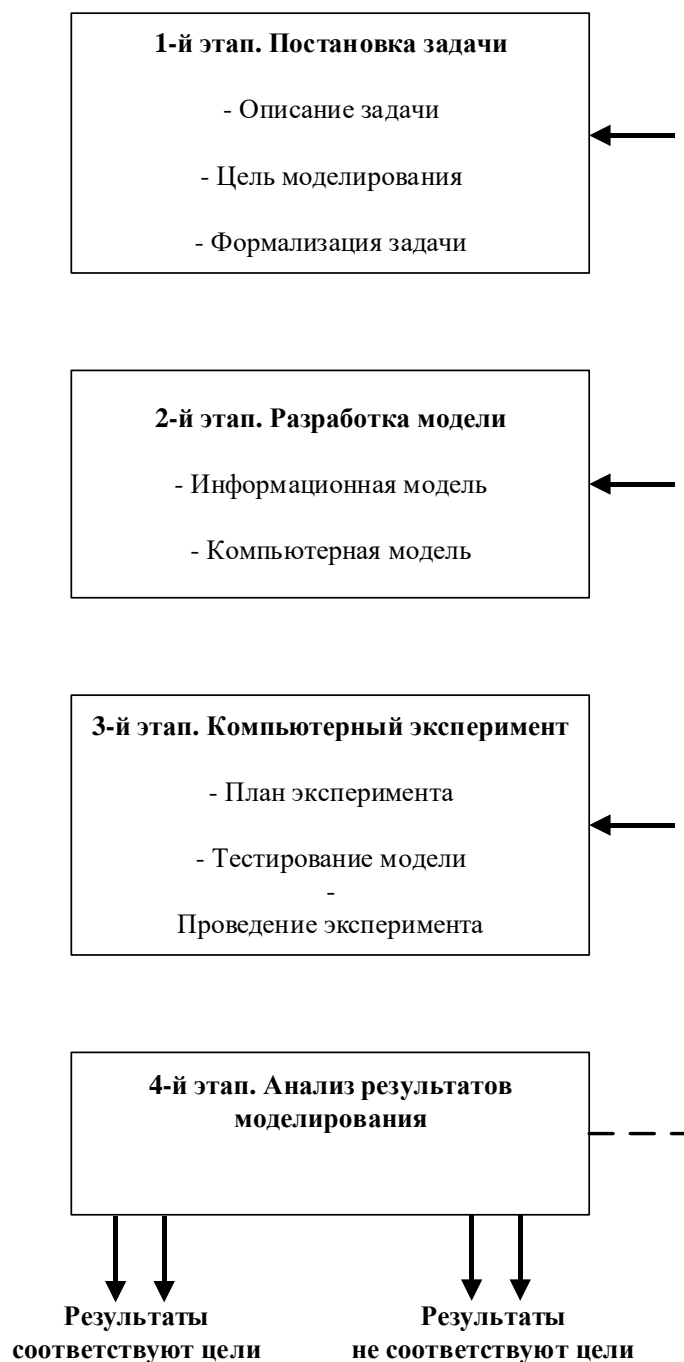 1-й этап. Постановка задачи
- Описание задачи
- Цель моделирования
- Формализация задачи
2-й этап. Разработка модели
- Информационная модель
- Компьютерная модель
3-й этап. Компьютерный эксперимент
- План эксперимента
- Тестирование модели
-
Проведение эксперимента
4-й этап. Анализ результатов
моделирования
Результаты
соответствуют цели
Результаты
не соответствуют цели